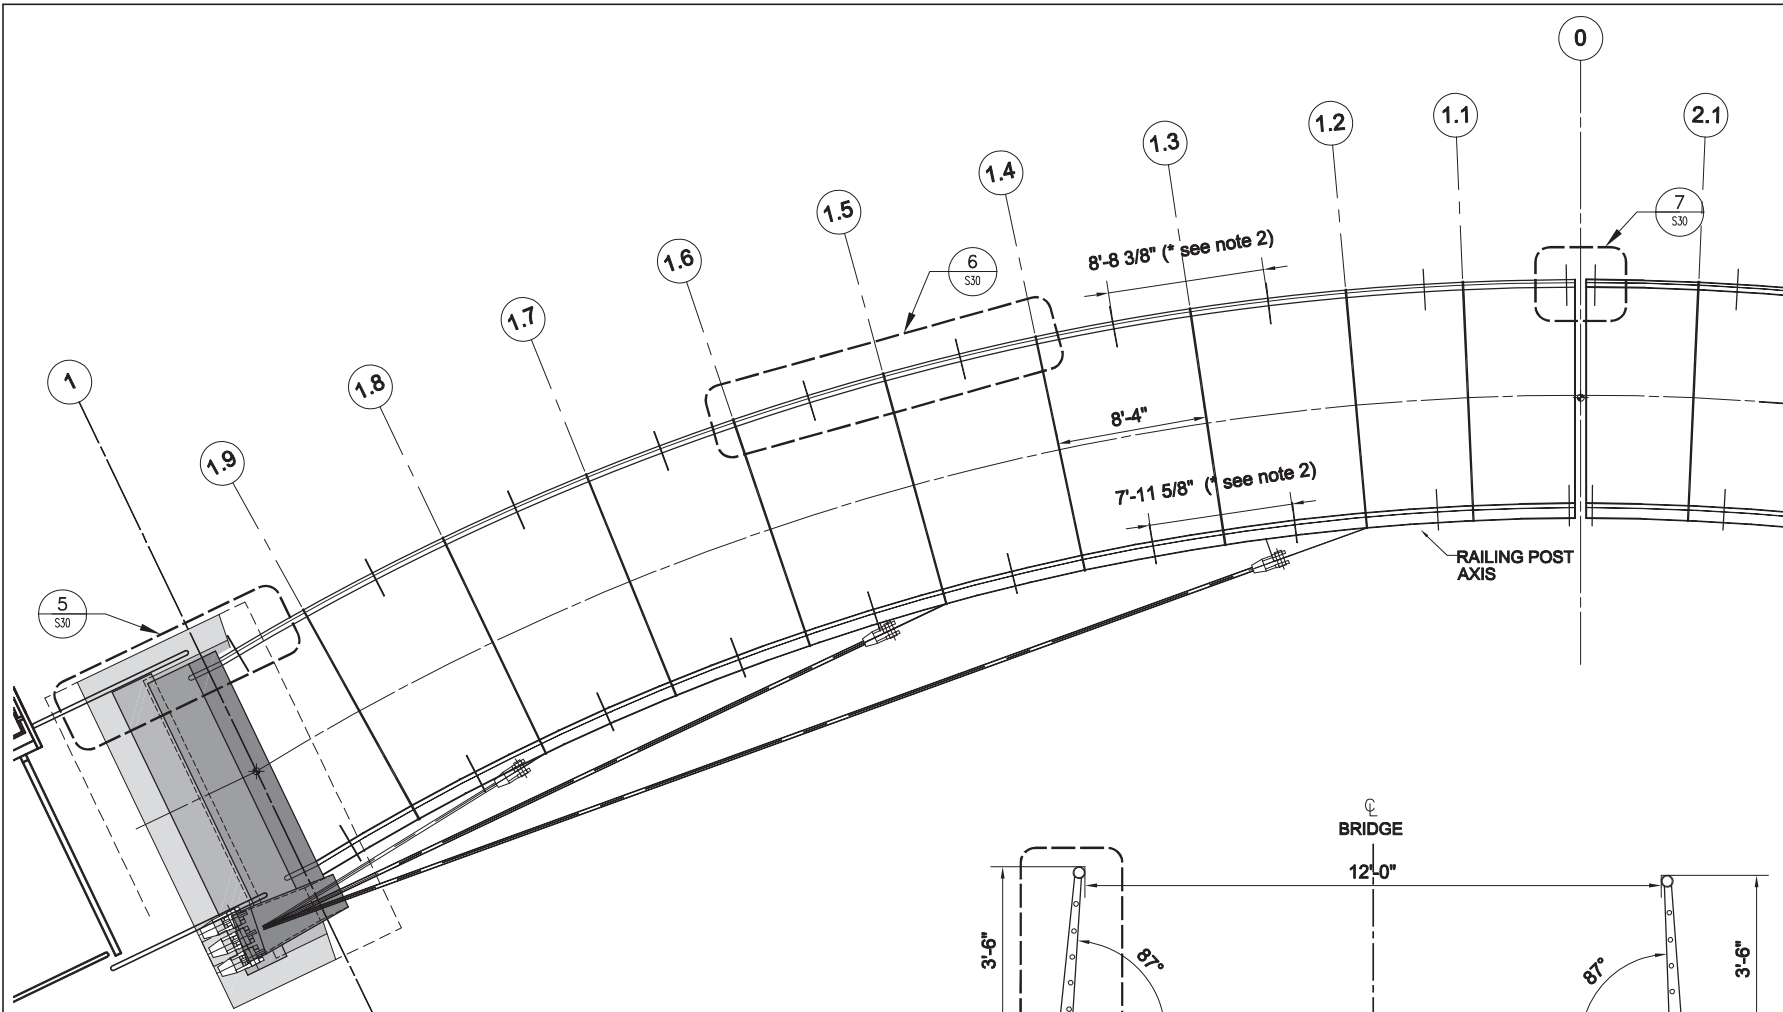 0
1.1
2.1
1.2
1.3
1.4
7
S30
1.5
8'-8 3/8" (* see note 2)
1.6
6
S30
1.7
1
1.8
8'-4"
1.9
7'-11 5/8" (* see note 2)
RAILING POST
AXIS
5
S30
℄
BRIDGE
12'-0"
3'-6"
87°
87°
3'-6"